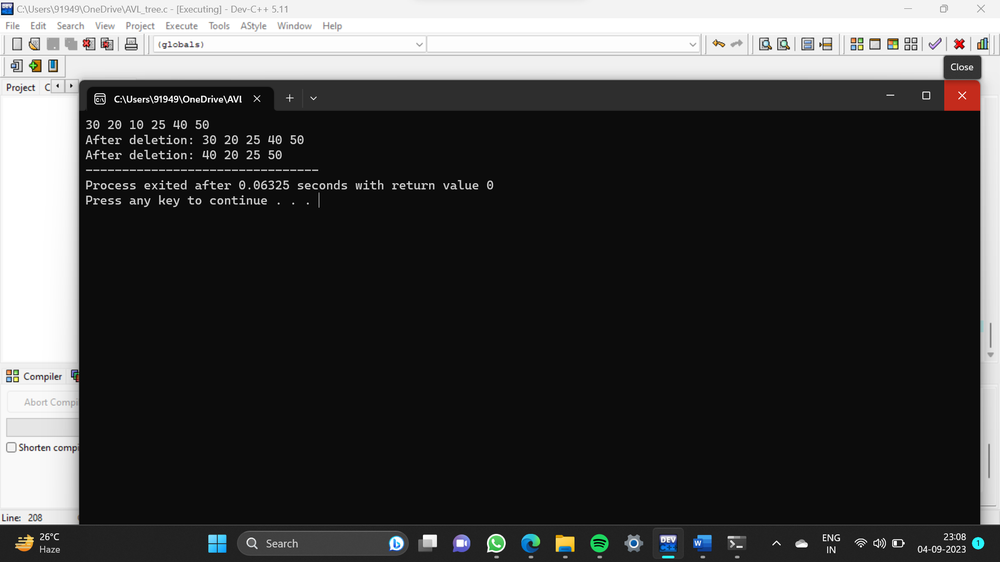 C:\Users\91949\OneDrive\AVL_tree.c - [Executing] - Dev-C++ 5.11
File Edit Search View Project Execute Tools AStyle Window Help
(globals)
Close
Project C
C:\Users\91949\OneDrive\AVL
30 20 10 25 40 50
After deletion: 30 20 25 40 50
After deletion: 40 20 25 50
--------------------------------
Process exited after 0.06325 seconds with return value 0
Press any key to continue . . .
Compiler
Abort Compi
Shorten compi
Line: 208
26°C
Haze
Search
DEV
C++
W
ENG
IN
23:08
04-09-2023
1